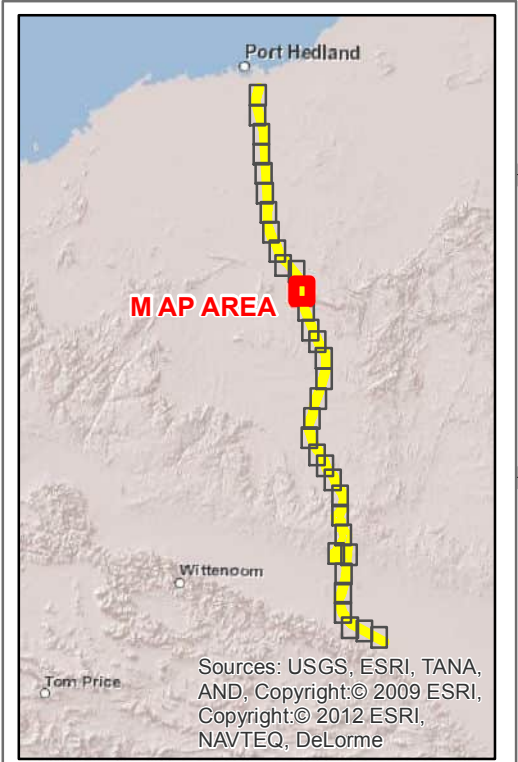 Port Hedland
MAP AREA
Wittenoom
Tom Price
Sources: USGS, ESRI, TANA,
AND, Copyright:© 2009 ESRI,
Copyright:© 2012 ESRI,
NAVTEQ, DeLorme